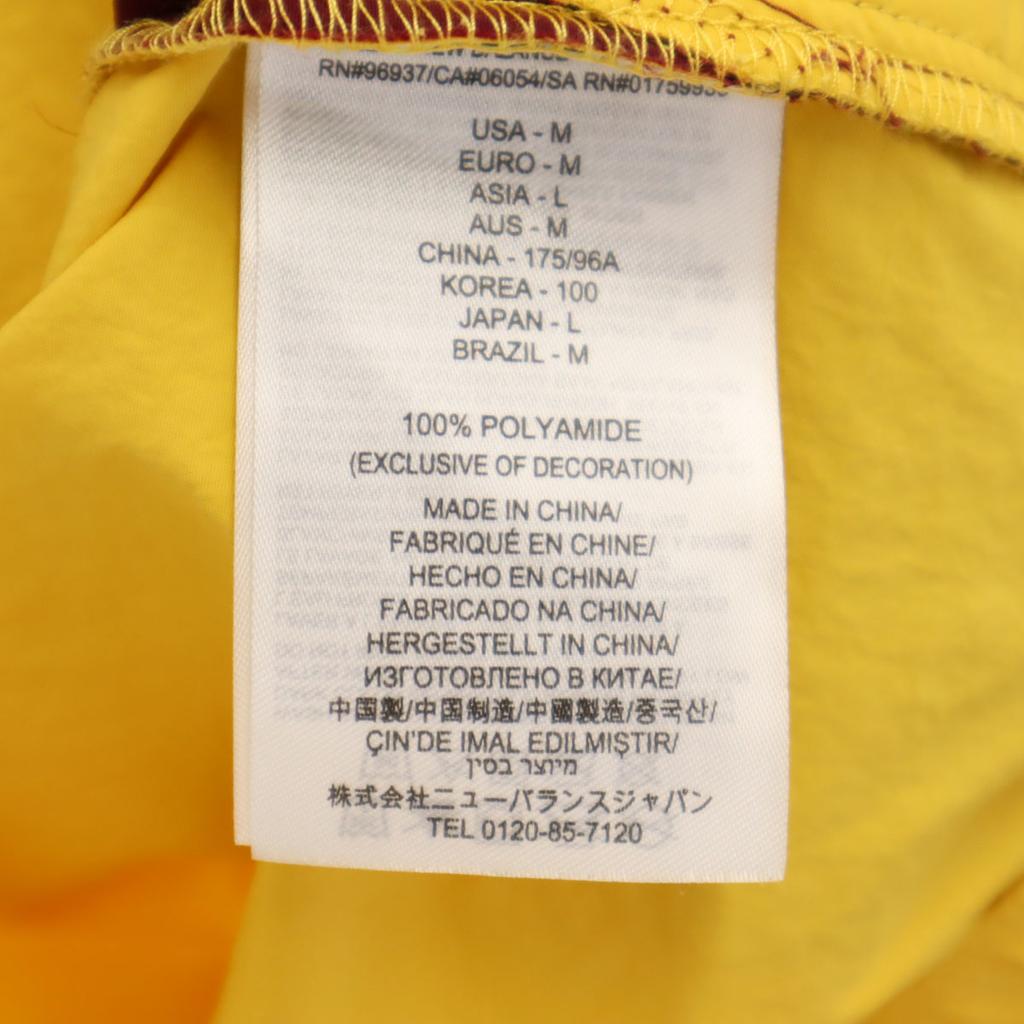 RN#96937/CA#06054/SA RN#01759939
USA - M
EURO - M
ASIA - L
AUS - M
CHINA - 175/96A
KOREA - 100
JAPAN - L
BRAZIL - M
100% POLYAMIDE
(EXCLUSIVE OF DECORATION)
MADE IN CHINA/
FABRIQUÉ EN CHINE/
HECHO EN CHINA/
FABRICADO NA CHINA/
HERGESTELLT IN CHINA/
ИЗГОТОВЛЕНО В КИТАЕ/
中国製/中国制造/中國製造/중국산/
ÇIN'DE IMAL EDILMIŞTIR/
מיוצר בסין
株式会社ニューバランスジャパン
TEL 0120-85-7120